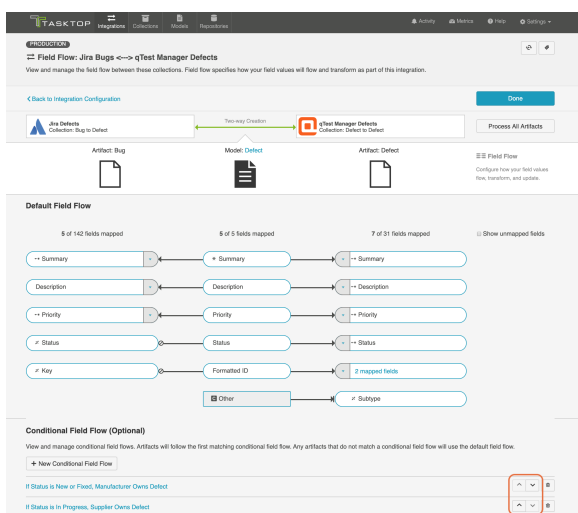 TASKTOP
Integrations
Collections
Models
Repositories
Activity
Metrics
Help
Settings
PRODUCTION
Field Flow: Jira Bugs <---> qTest Manager Defects
View and manage the field flow between these collections. Field flow specifies how your field values will flow and transform as part of this integration.
Back to Integration Configuration
Done
Jira Defects
Collection: Bug to Defect
Two-way Creation
qTest Manager Defects
Collection: Defect to Defect
Process All Artifacts
Artifact: Bug
Model: Defect
Artifact: Defect
Field Flow
Configure how your field values
flow, transform, and update.
Default Field Flow
5 of 142 fields mapped
5 of 5 fields mapped
7 of 31 fields mapped
Show unmapped fields
Summary
* Summary
Summary
Description
Description
Description
Priority
Priority
Priority
Status
Status
Status
Key
Formatted ID
2 mapped fields
Other
Subtype
Conditional Field Flow (Optional)
View and manage conditional field flows. Artifacts will follow the first matching conditional field flow. Any artifacts that do not match a conditional field flow will use the default field flow.
+ New Conditional Field Flow
If Status is New or Fixed, Manufacturer Owns Defect
If Status is In Progress, Supplier Owns Defect